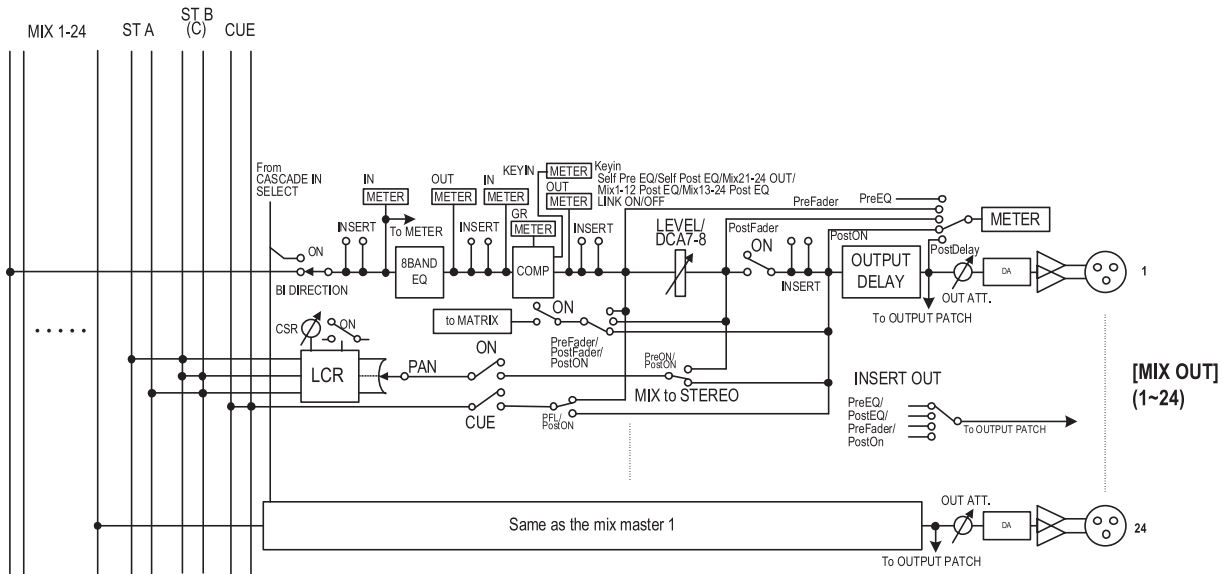 MIX 1-24
ST A
ST B
(C)
CUE
From
CASCADE IN
SELECT
ON
BI DIRECTION
INSERT
IN
METER
To METER
8BAND
EQ
OUT
METER
INSERT
IN
METER
KEYIN
METER
Keyin
Self Pre EQ/Self Post EQ/Mix21-24 OUT/
Mix1-12 Post EQ/Mix13-24 Post EQ
LINK ON/OFF
OUT
METER
GR
METER
COMP
INSERT
LEVEL/
DCA7-8
PreFader
PreEQ
PostFader
ON
INSERT
PostON
METER
PostDelay
OUTPUT
DELAY
OUT ATT.
DA
1
To OUTPUT PATCH
to MATRIX
ON
PreFader/
PostFader/
PostON
CSR
ON
LCR
PAN
ON
PreON/
PostON
MIX to STEREO
CUE
PFL/
PostON
INSERT OUT
PreEQ/
PostEQ/
PreFader/
PostOn
To OUTPUT PATCH
[MIX OUT]
(1~24)
Same as the mix master 1
OUT ATT.
DA
24
To OUTPUT PATCH